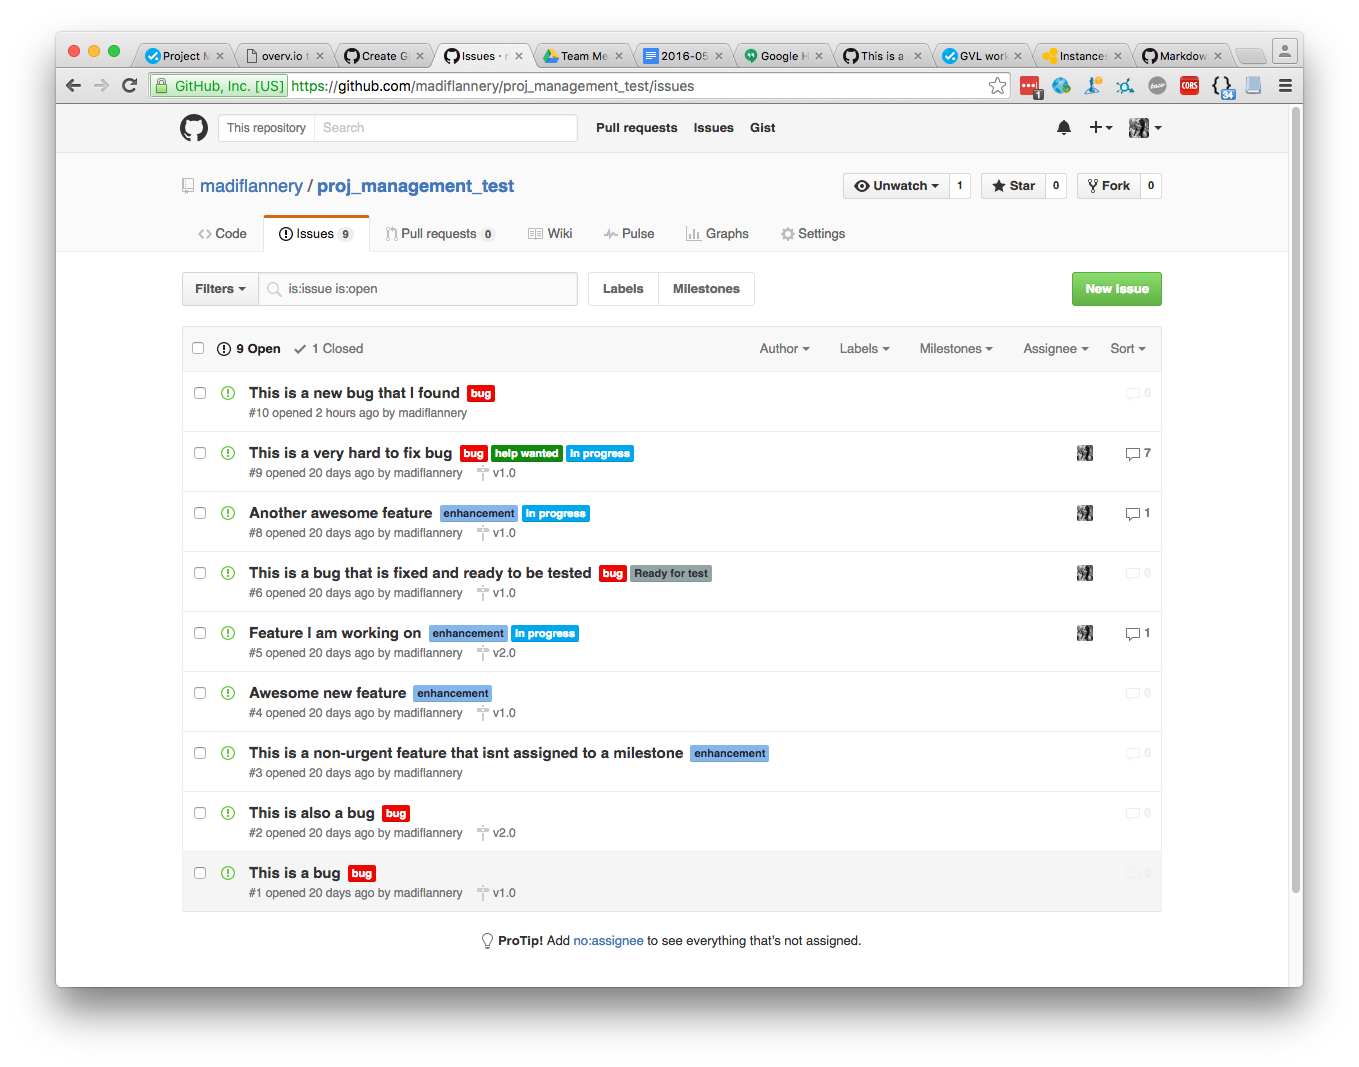 Project M
overv.io t
Create Gi
Issues · r
Team Me
2016-05
Google H
This is a
GVL work
Instances
Markdow
GitHub, Inc. [US] https://github.com/madiflannery/proj_management_test/issues
1
CORS
34
This repository Search Pull requests Issues Gist
madiflannery / proj_management_test
Unwatch 1 Star 0 Fork 0
Code Issues 9 Pull requests 0 Wiki Pulse Graphs Settings
Filters is:issue is:open Labels Milestones New issue
9 Open 1 Closed Author Labels Milestones Assignee Sort
This is a new bug that I found bug 0
#10 opened 2 hours ago by madiflannery
This is a very hard to fix bug bug help wanted In progress 7
#9 opened 20 days ago by madiflannery v1.0
Another awesome feature enhancement In progress 1
#8 opened 20 days ago by madiflannery v1.0
This is a bug that is fixed and ready to be tested bug Ready for test 0
#6 opened 20 days ago by madiflannery v1.0
Feature I am working on enhancement In progress 1
#5 opened 20 days ago by madiflannery v2.0
Awesome new feature enhancement 0
#4 opened 20 days ago by madiflannery v1.0
This is a non-urgent feature that isnt assigned to a milestone enhancement 0
#3 opened 20 days ago by madiflannery
This is also a bug bug 0
#2 opened 20 days ago by madiflannery v2.0
This is a bug bug 0
#1 opened 20 days ago by madiflannery v1.0
ProTip! Add no:assignee to see everything that's not assigned.